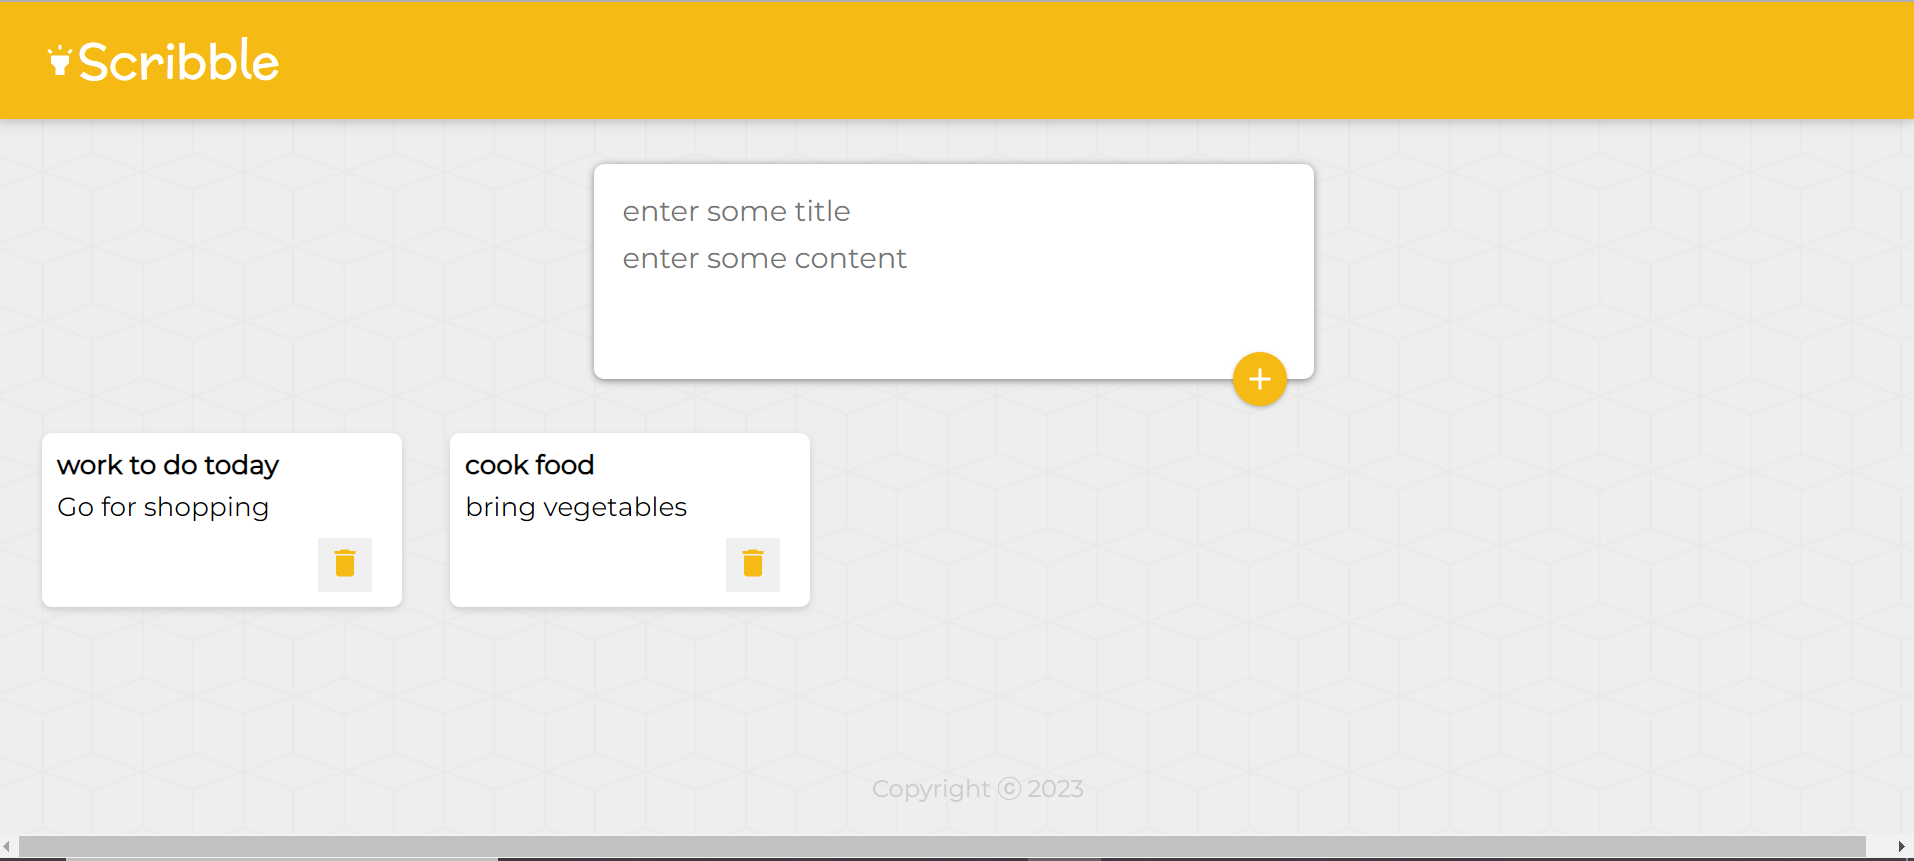 Scribble
enter some title
enter some content
work to do today
Go for shopping
cook food
bring vegetables
Copyright ⓒ 2023